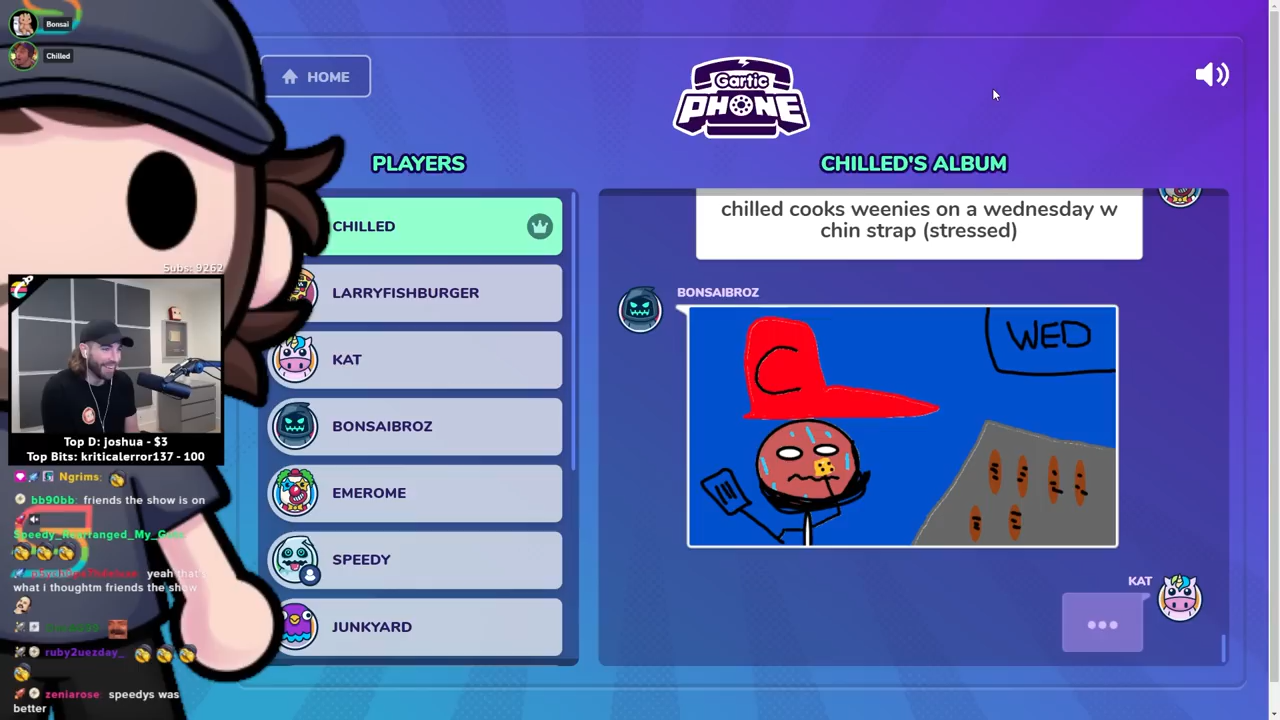 Bonsai
Chilled
HOME
Gartic
PHONE
PLAYERS
CHILLED'S ALBUM
CHILLED
LARRYFISHBURGER
KAT
BONSAIBROZ
EMEROME
SPEEDY
JUNKYARD
chilled cooks weenies on a wednesday w
chin strap (stressed)
BONSAIBROZ
C
WED
KAT
Subs: 9262
Top D: joshua - $3
Top Bits: kriticalerror137 - 100
Ngrims:
bb90bb: friends the show is on
yeah that's
what i thoughtm friends the show
ruby2uezday_
zeniarose: speedys was
better